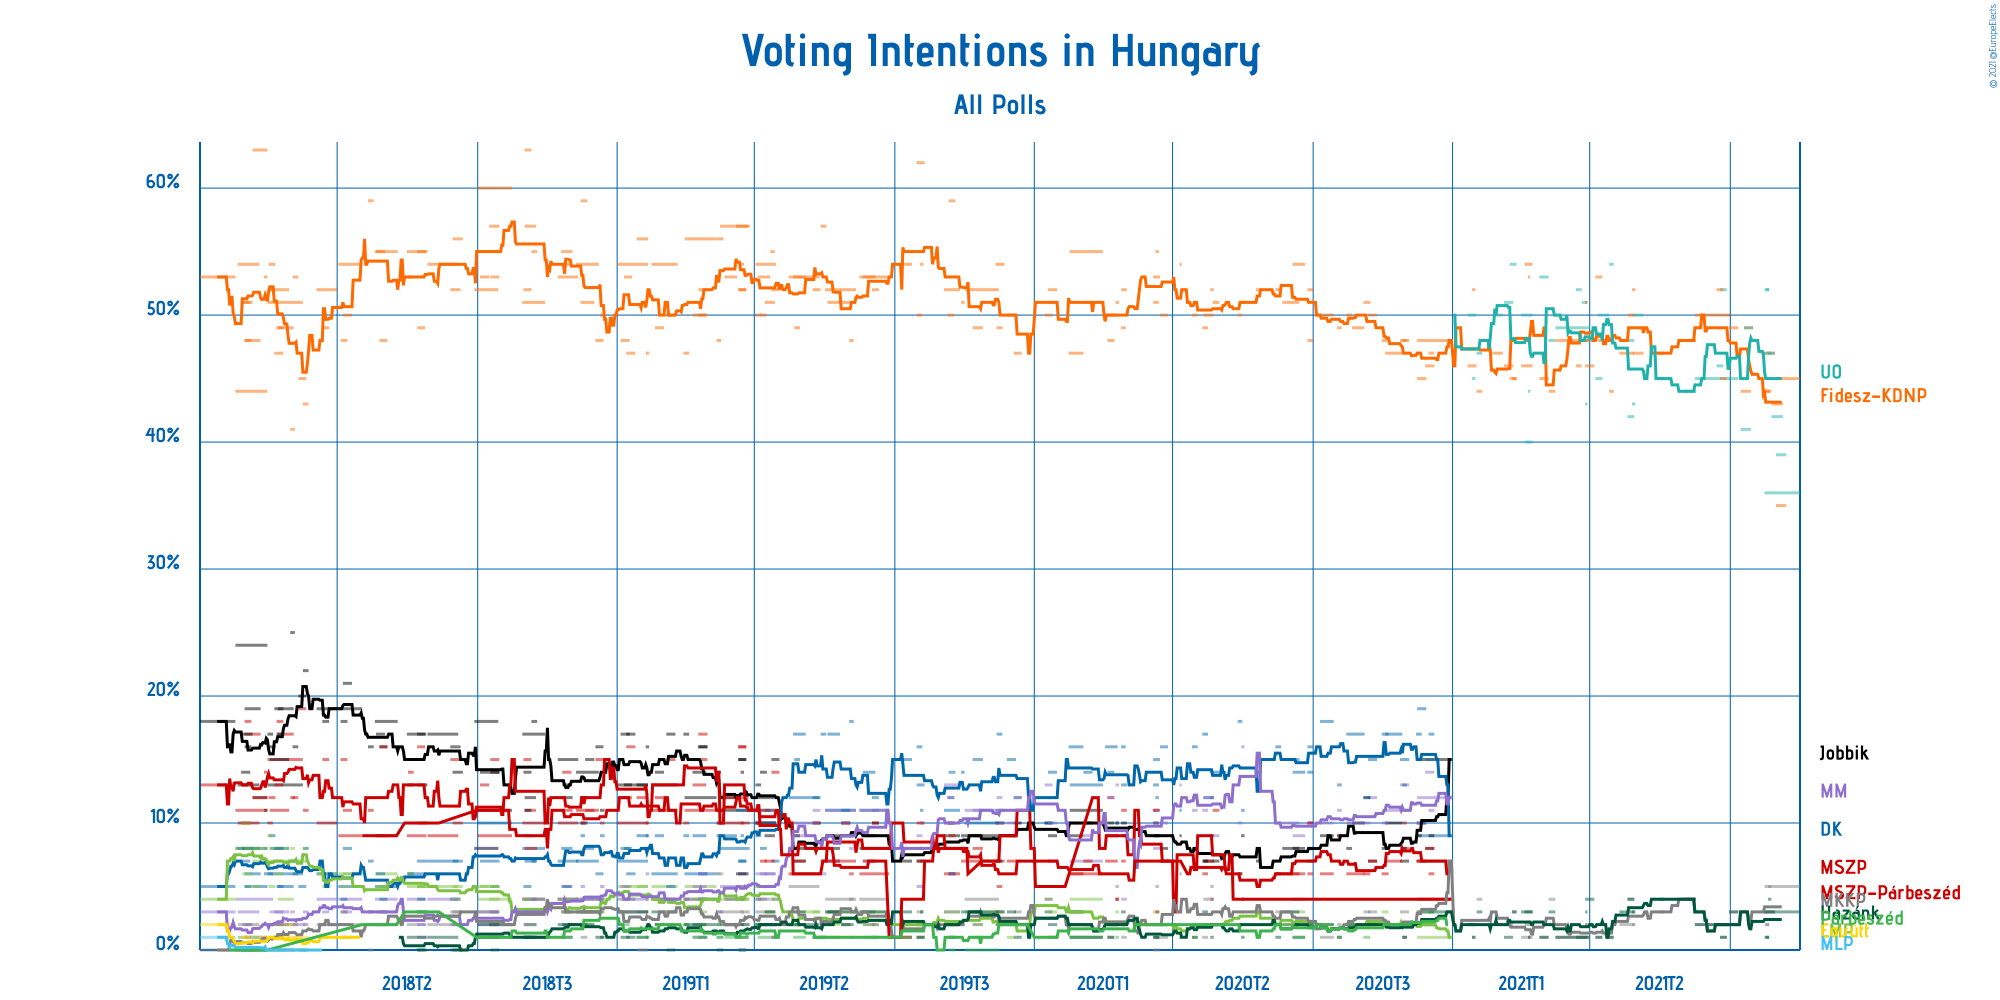 © 2021 @EuropeElects
Voting Intentions in Hungary
All Polls
60%
50%
40%
30%
20%
10%
0%
UO
Fidesz-KDNP
Jobbik
MM
DK
MSZP
MSZP-Párbeszéd
MKKP
Hazánk
Párbeszéd
Együtt
MLP
2018T2
2018T3
2019T1
2019T2
2019T3
2020T1
2020T2
2020T3
2021T1
2021T2